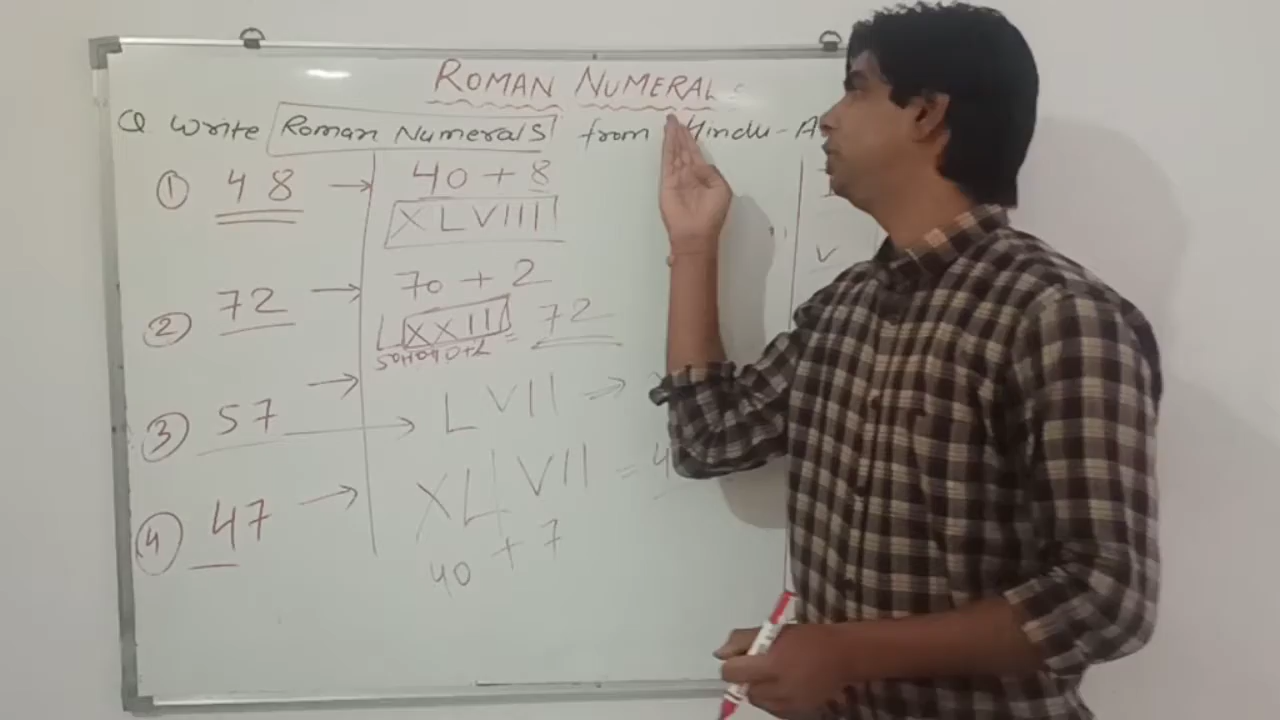 ROMAN NUMERAL
Q Write Roman Numerals from Hindu - A
① 48 → 40 + 8
XLVIII
② 72 → 70 + 2
LXXII = 72
50+10+10+2
③ 57 → LVII →
④ 47 → XLVII = 4
40 + 7
V